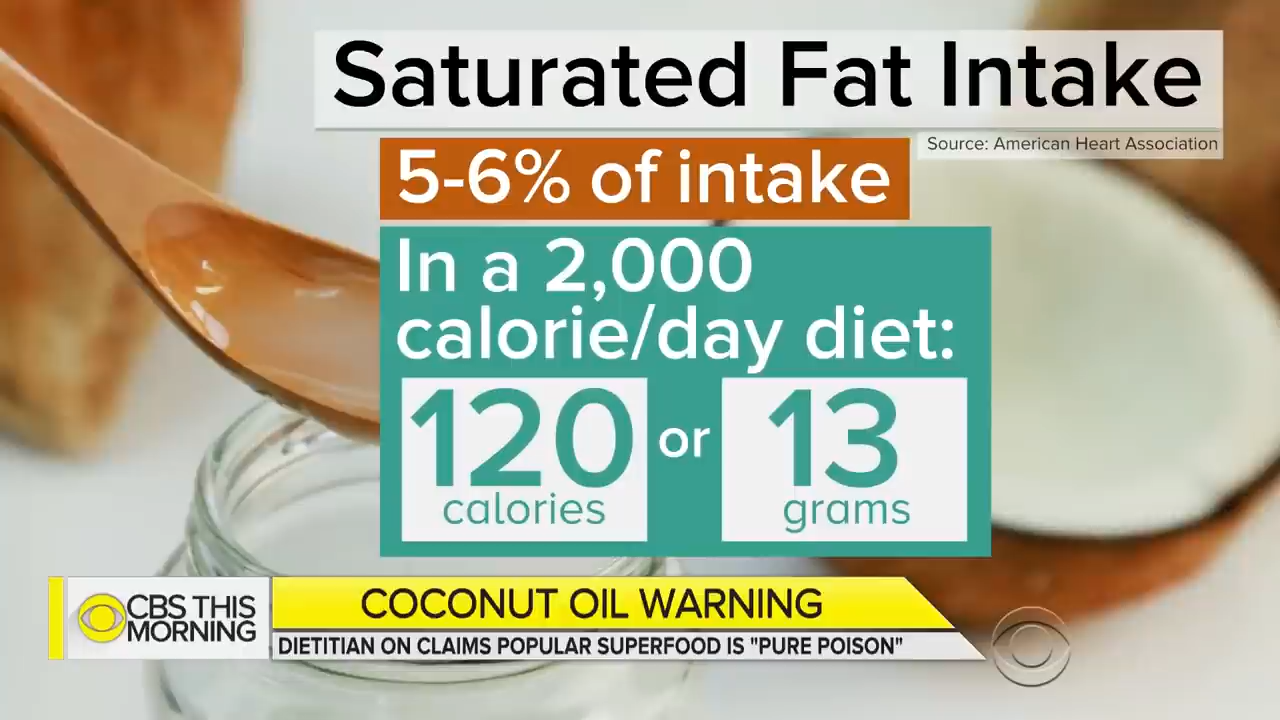 Saturated Fat Intake
Source: American Heart Association
5-6% of intake
In a 2,000
calorie/day diet:
120 or 13
calories grams
CBS THIS
MORNING
COCONUT OIL WARNING
DIETITIAN ON CLAIMS POPULAR SUPERFOOD IS "PURE POISON"